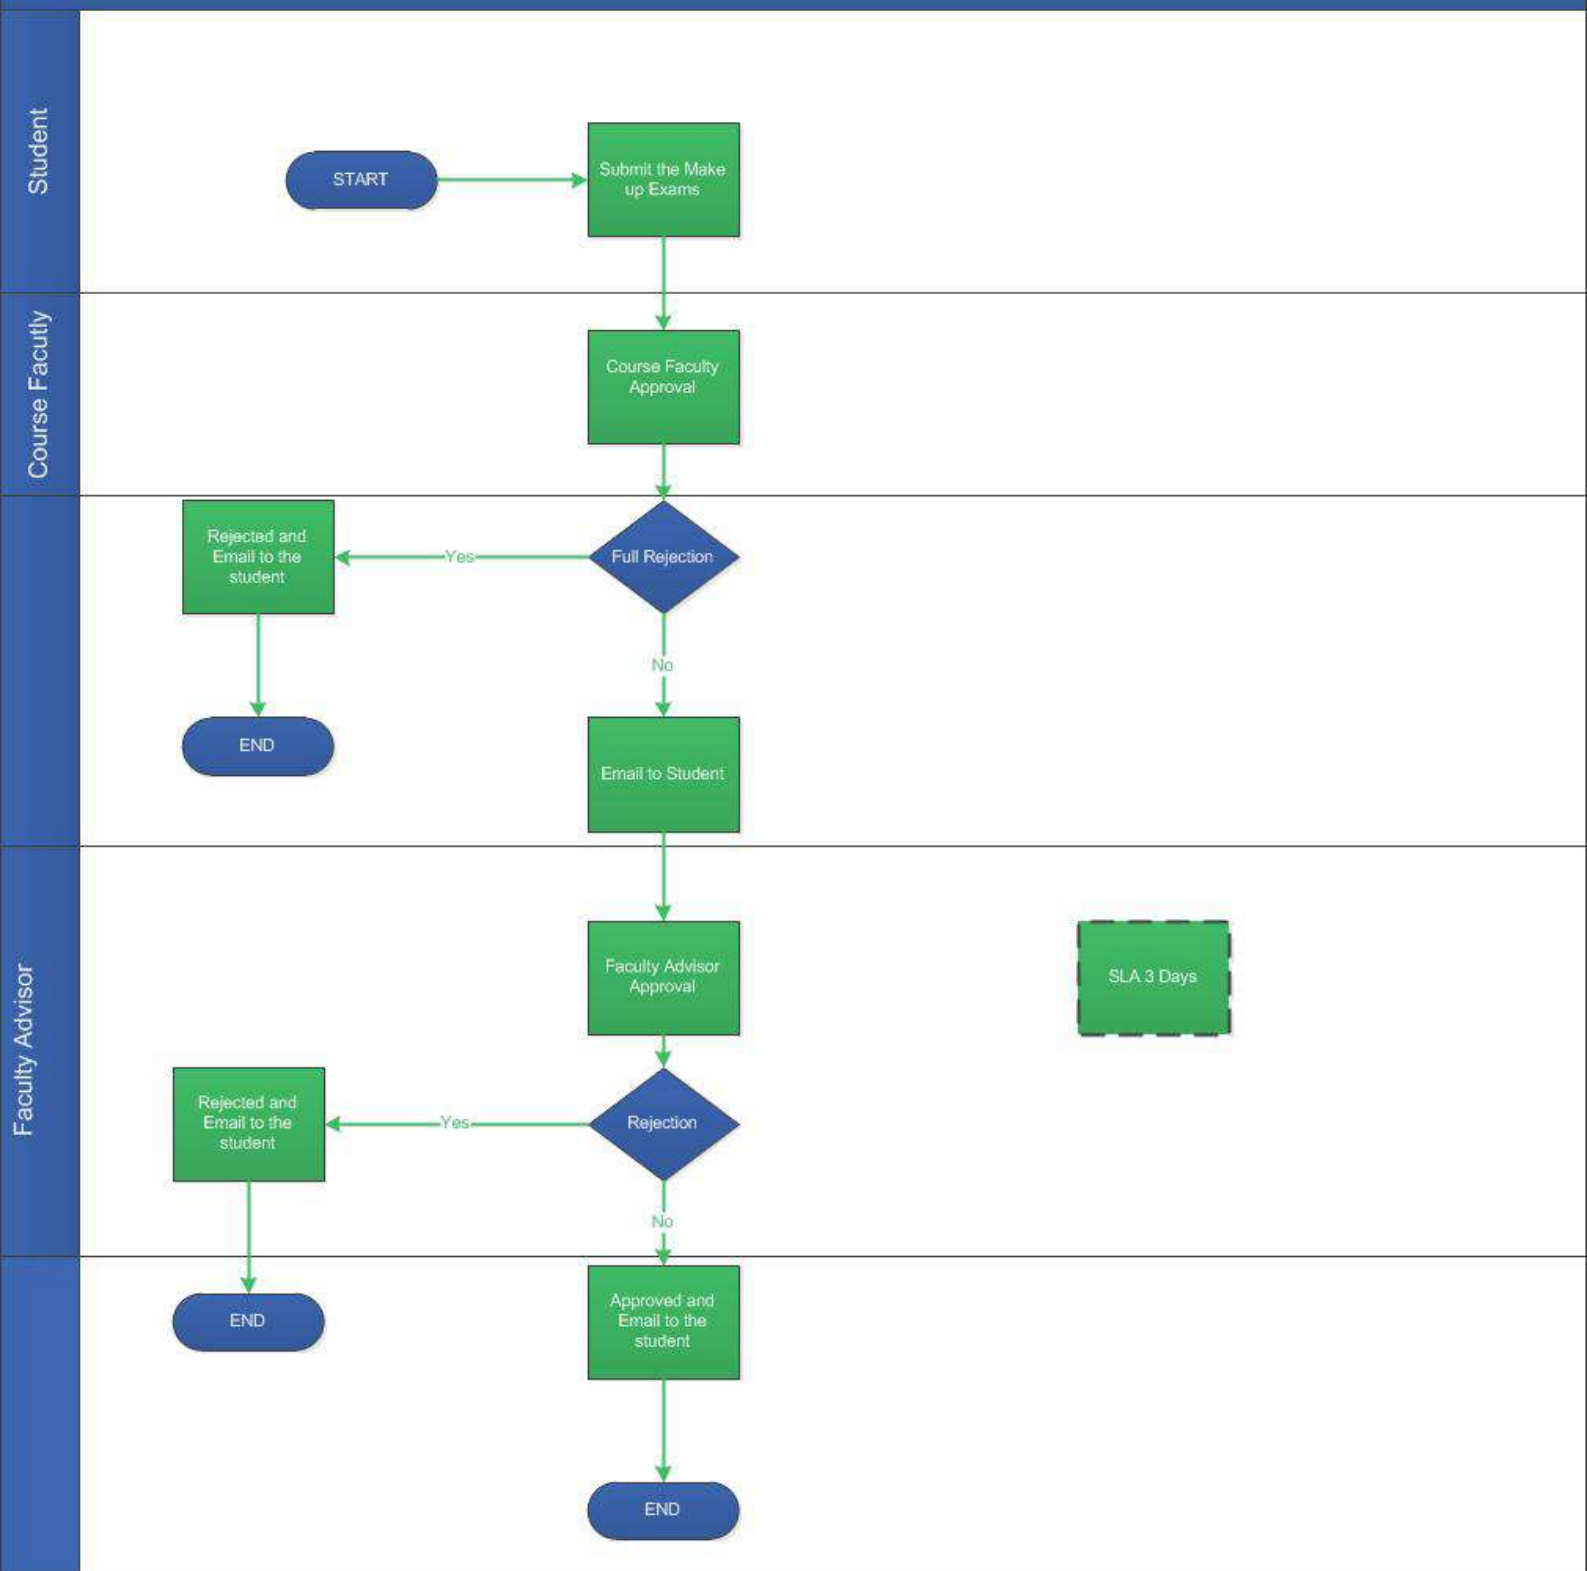 Student
START
Submit the Make
up Exams
Course Facutly
Course Faculty
Approval
Rejected and
Email to the
student
Yes
Full Rejection
No
END
Email to Student
Faculty Advisor
Faculty Advisor
Approval
SLA 3 Days
Rejected and
Email to the
student
Yes
Rejection
No
END
Approved and
Email to the
student
END